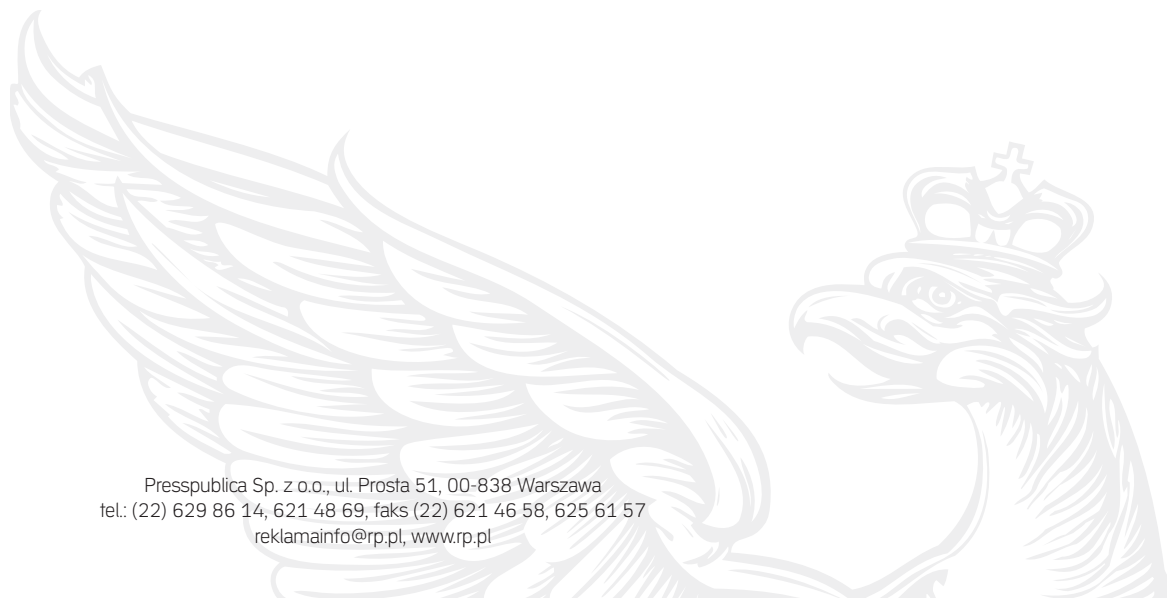 Presspublica Sp. z o.o., ul. Prosta 51, 00-838 Warszawa
tel.: (22) 629 86 14, 621 48 69, faks (22) 621 46 58, 625 61 57
reklamainfo@rp.pl, www.rp.pl